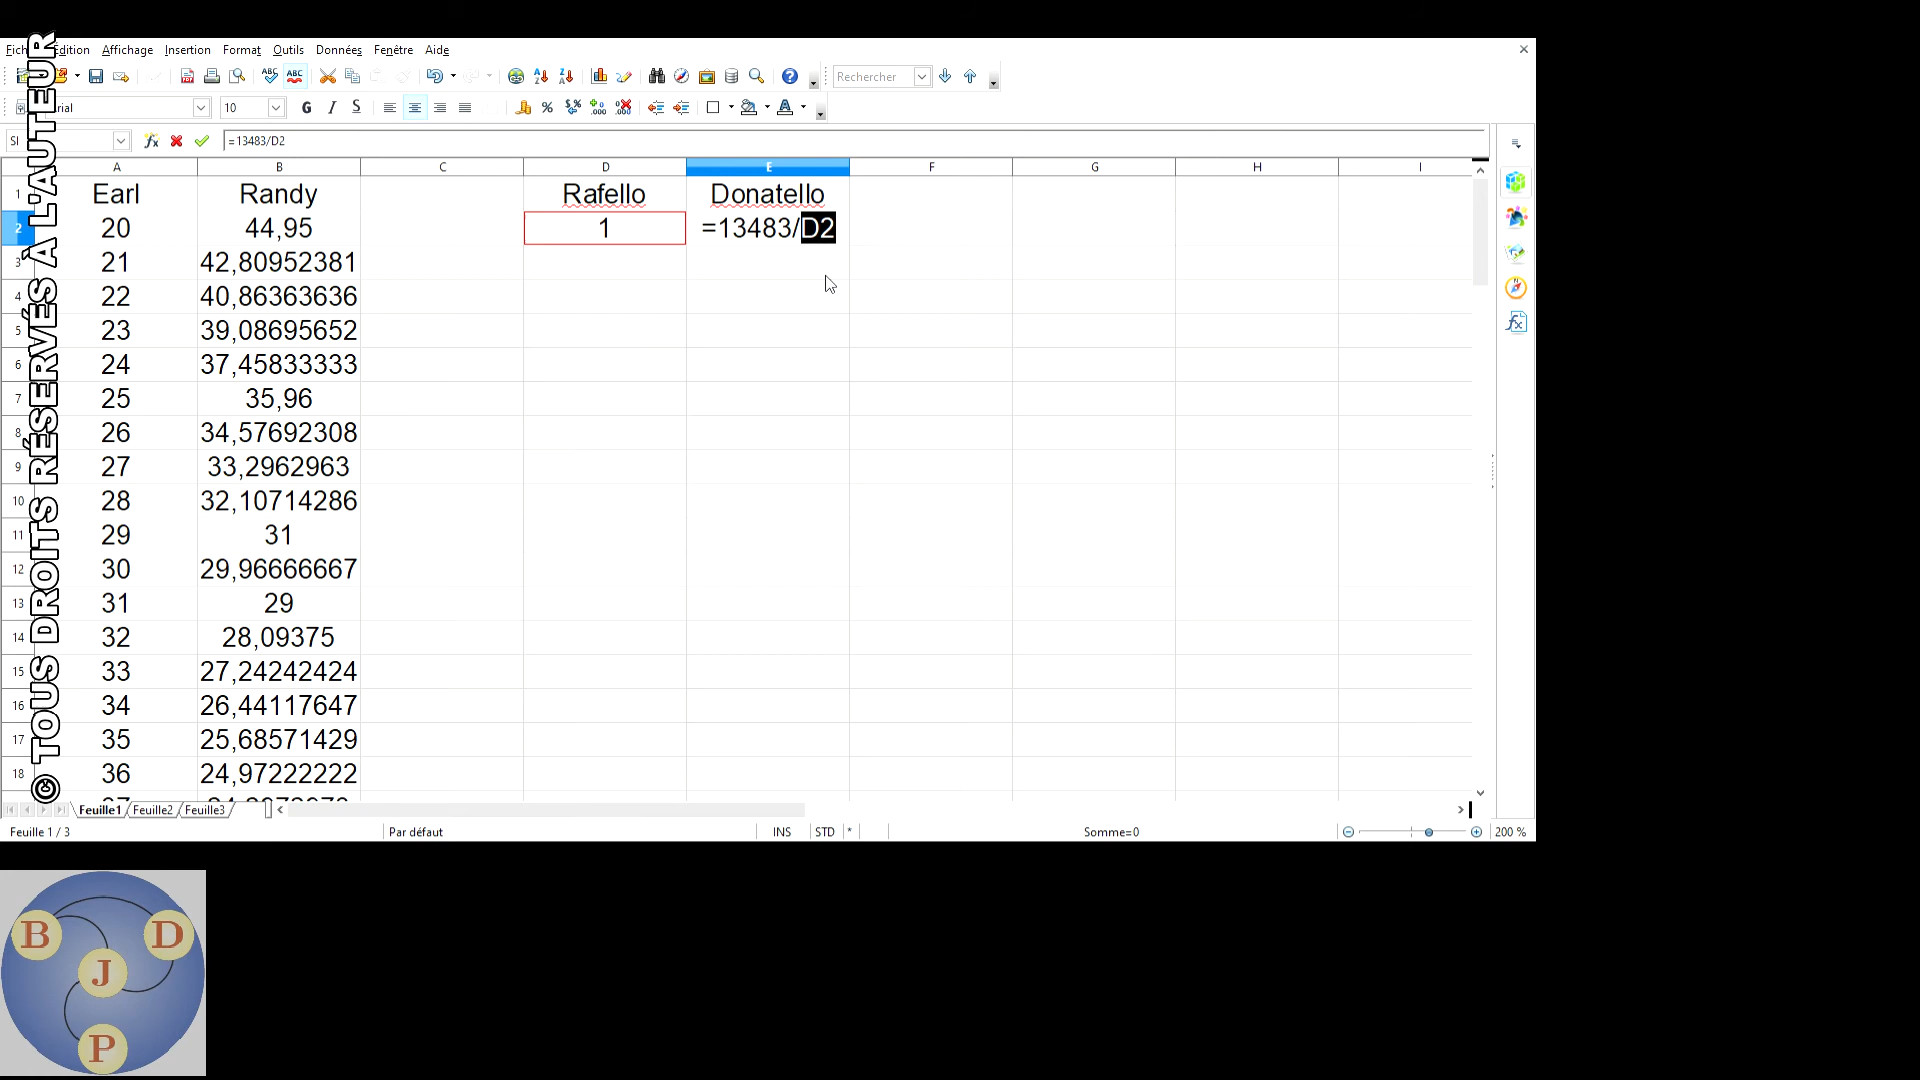 Fich
Édition Affichage Insertion Format Outils Données Fenêtre Aide
Rechercher
Arial 10 G I S
SI =13483/D2
A B C D E F G H I
1 Earl Randy Rafello Donatello
2 20 44,95 1 =13483/D2
3 21 42,80952381
4 22 40,86363636
5 23 39,08695652
6 24 37,45833333
7 25 35,96
8 26 34,57692308
9 27 33,2962963
10 28 32,10714286
11 29 31
12 30 29,96666667
13 31 29
14 32 28,09375
15 33 27,24242424
16 34 26,44117647
17 35 25,68571429
18 36 24,97222222
Feuille1 Feuille2 Feuille3
Feuille 1 / 3 Par défaut INS STD * Somme=0 200 %
© TOUS DROITS RÉSERVÉS À L'AUTEUR
B D
J
P